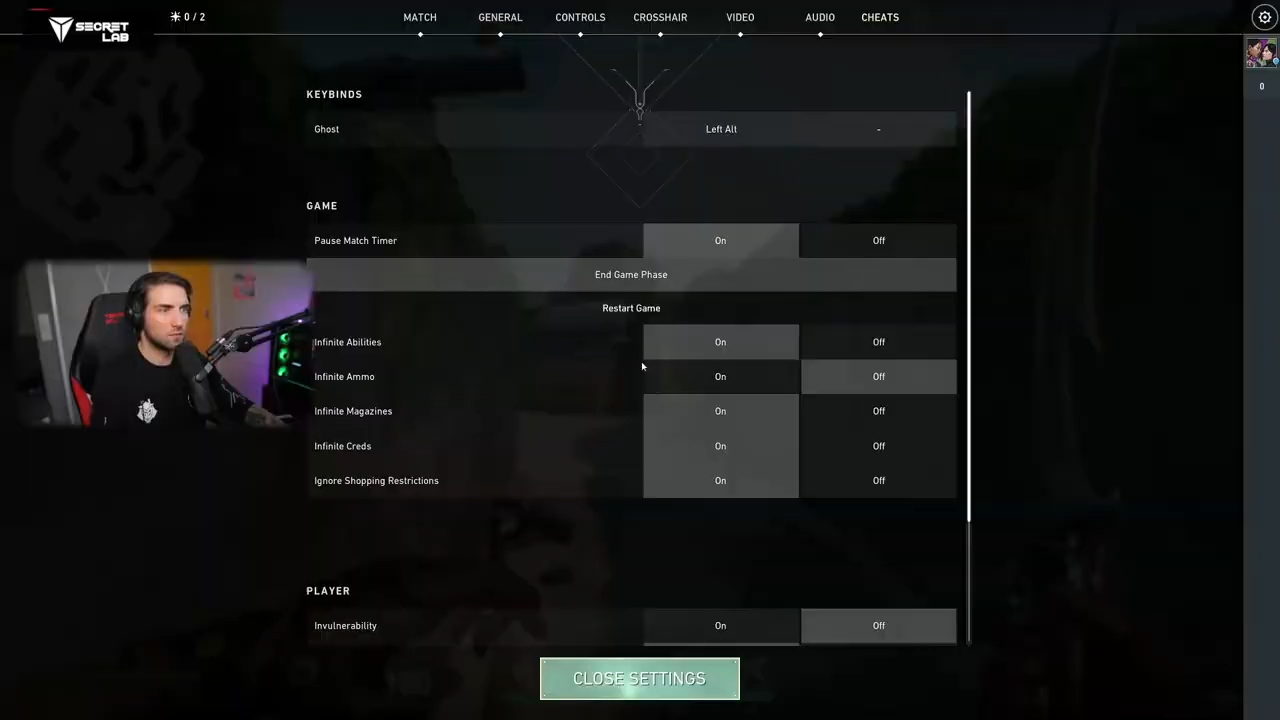 SECRET LAB
0 / 2
MATCH GENERAL CONTROLS CROSSHAIR VIDEO AUDIO CHEATS
KEYBINDS
Ghost Left Alt -
GAME
Pause Match Timer On Off
End Game Phase
Restart Game
Infinite Abilities On Off
Infinite Ammo On Off
Infinite Magazines On Off
Infinite Creds On Off
Ignore Shopping Restrictions On Off
PLAYER
Invulnerability On Off
CLOSE SETTINGS
0